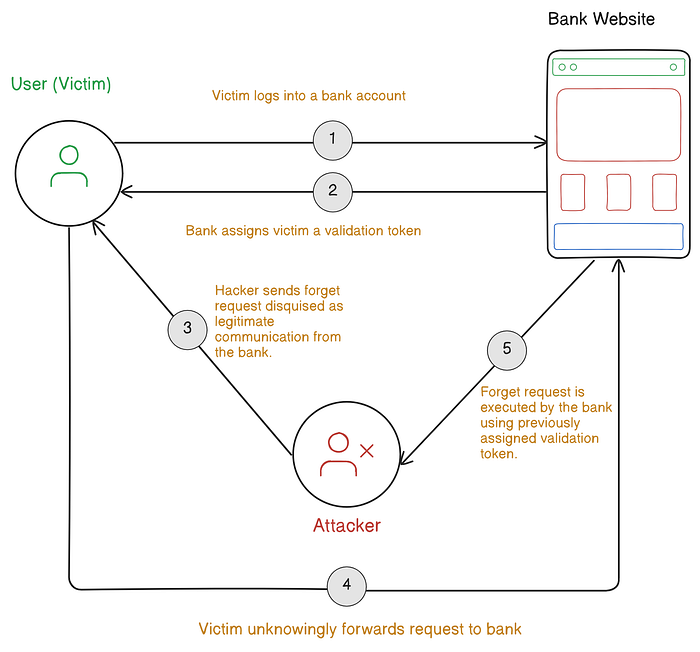 Bank Website
User (Victim)
Victim logs into a bank account
1
2
Bank assigns victim a validation token
Hacker sends forget
request disquised as
legitimate
communication from
the bank.
3
5
Forget request is
executed by the bank
using previously
assigned validation
token.
Attacker
4
Victim unknowingly forwards request to bank